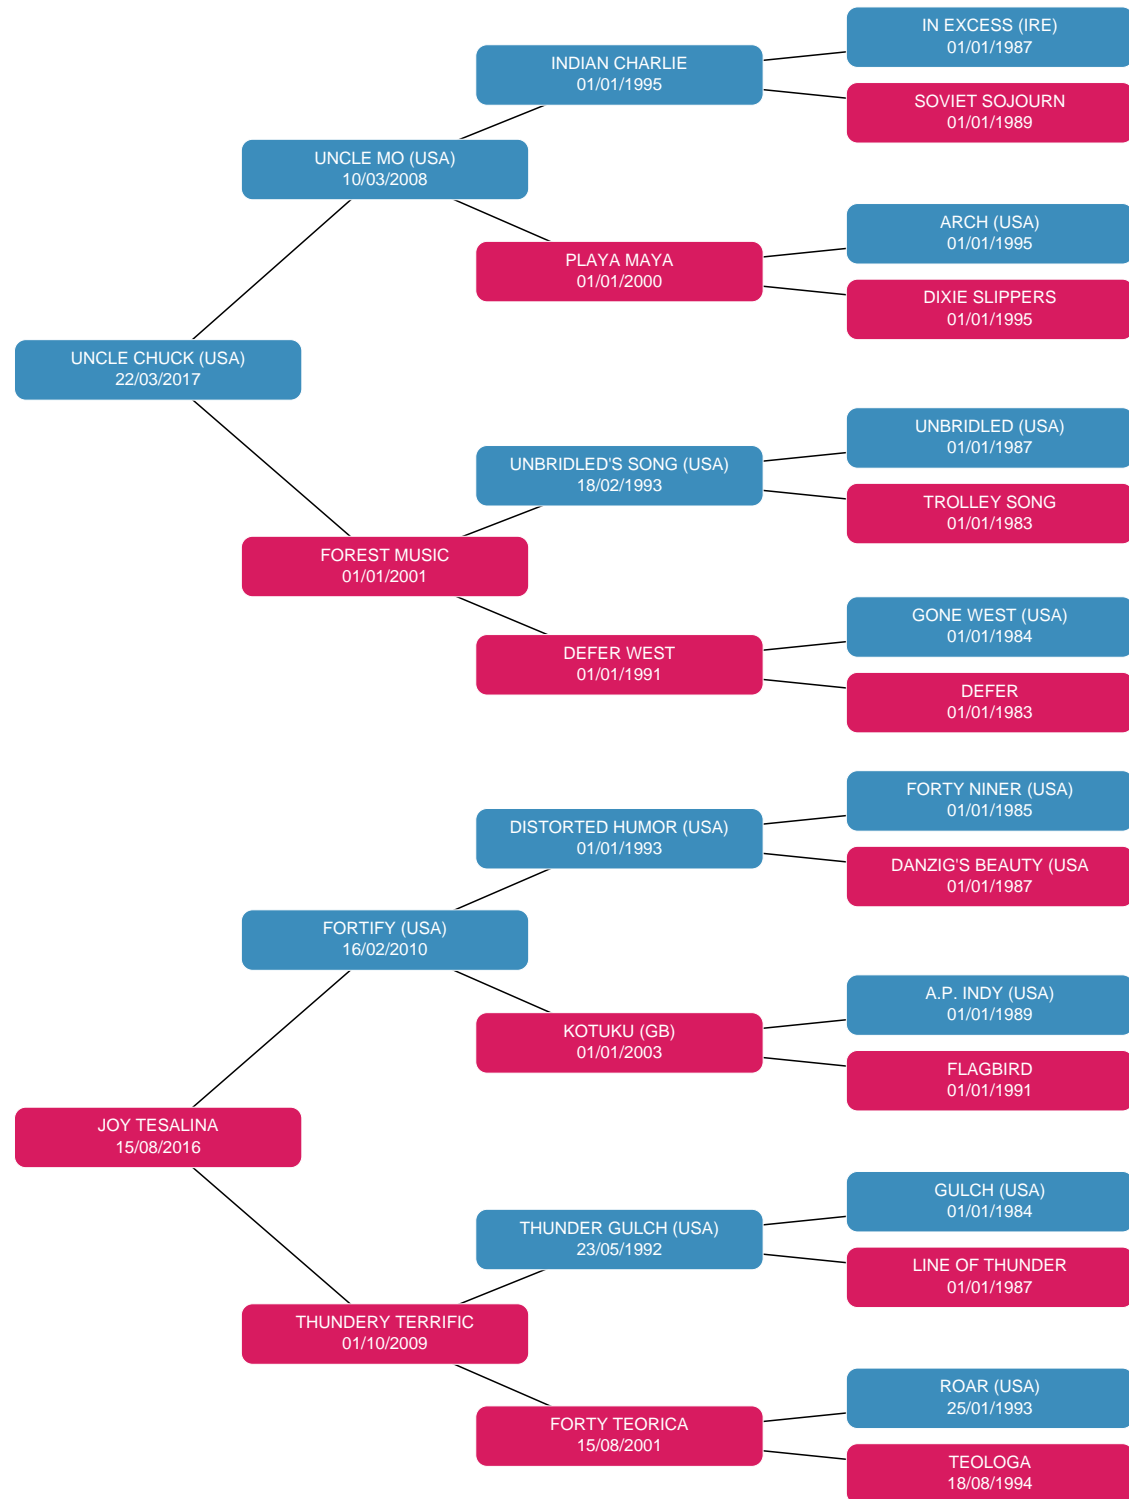 IN EXCESS (IRE)
01/01/1987
INDIAN CHARLIE
01/01/1995
SOVIET SOJOURN
01/01/1989
UNCLE MO (USA)
10/03/2008
ARCH (USA)
01/01/1995
PLAYA MAYA
01/01/2000
DIXIE SLIPPERS
01/01/1995
UNCLE CHUCK (USA)
22/03/2017
UNBRIDLED (USA)
01/01/1987
UNBRIDLED'S SONG (USA)
18/02/1993
TROLLEY SONG
01/01/1983
FOREST MUSIC
01/01/2001
GONE WEST (USA)
01/01/1984
DEFER WEST
01/01/1991
DEFER
01/01/1983
FORTY NINER (USA)
01/01/1985
DISTORTED HUMOR (USA)
01/01/1993
DANZIG'S BEAUTY (USA
01/01/1987
FORTIFY (USA)
16/02/2010
A.P. INDY (USA)
01/01/1989
KOTUKU (GB)
01/01/2003
FLAGBIRD
01/01/1991
JOY TESALINA
15/08/2016
GULCH (USA)
01/01/1984
THUNDER GULCH (USA)
23/05/1992
LINE OF THUNDER
01/01/1987
THUNDERY TERRIFIC
01/10/2009
ROAR (USA)
25/01/1993
FORTY TEORICA
15/08/2001
TEOLOGA
18/08/1994